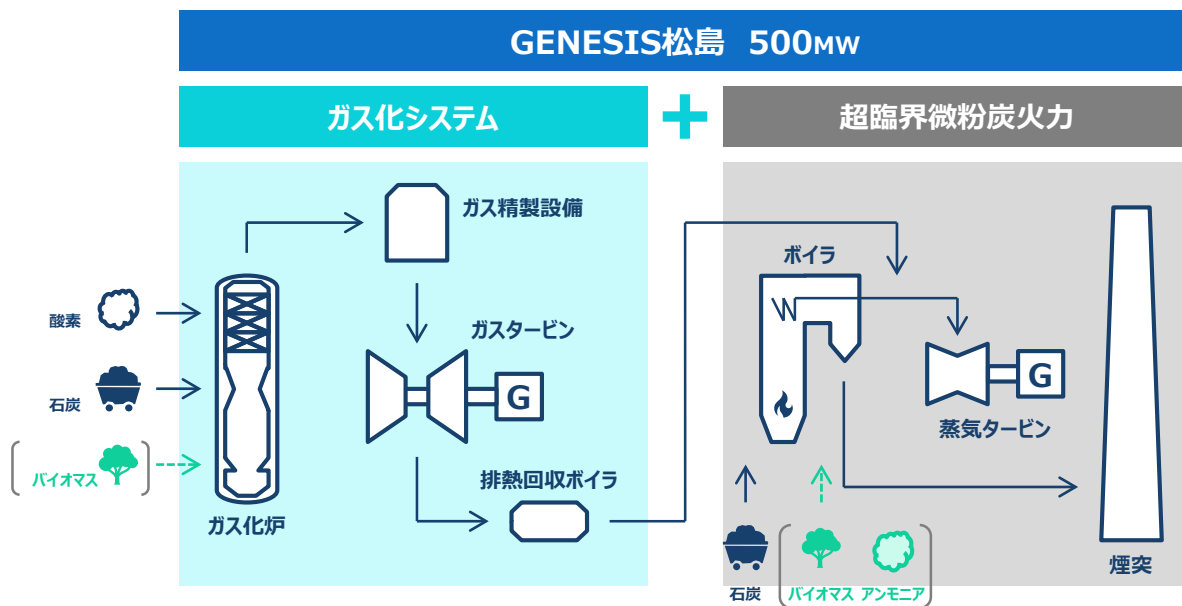 GENESIS松島 500MW
ガス化システム
超臨界微粉炭火力
ガス精製設備
ボイラ
酸素
ガスタービン
石炭
G
G
蒸気タービン
バイオマス
排熱回収ボイラ
ガス化炉
煙突
石炭
バイオマス アンモニア